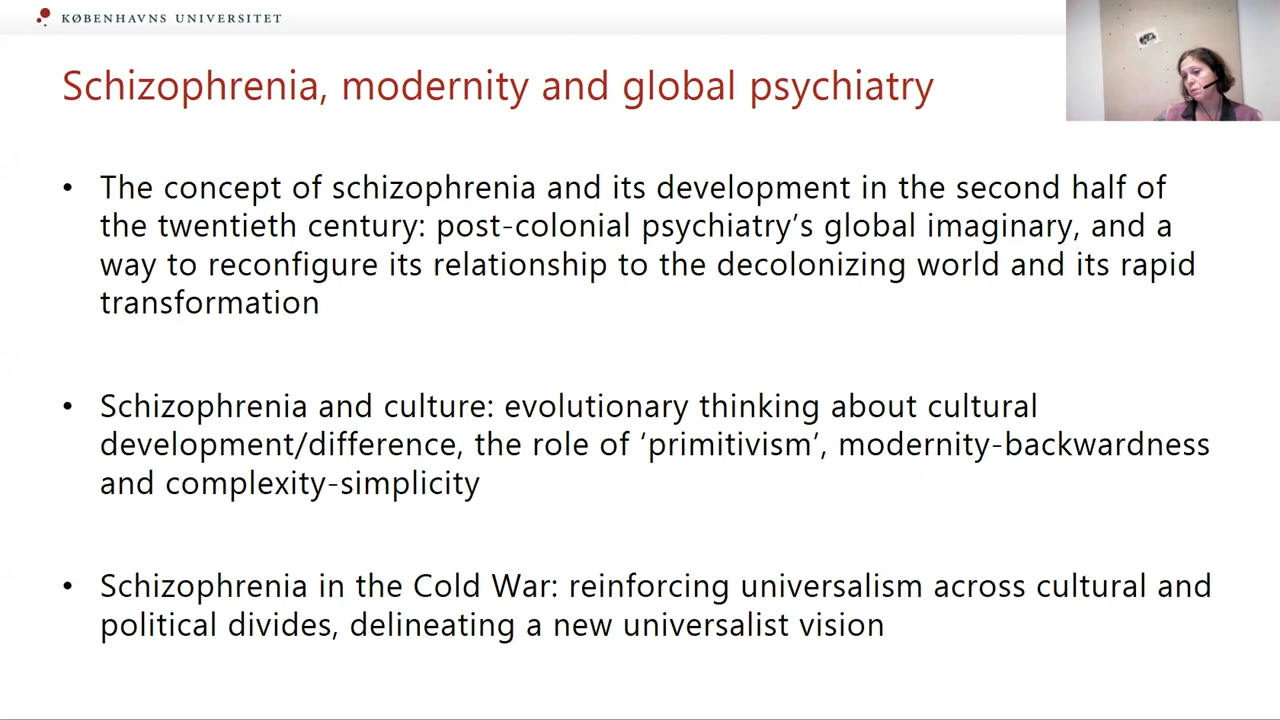 KØBENHAVNS UNIVERSITET
Schizophrenia, modernity and global psychiatry
• The concept of schizophrenia and its development in the second half of
the twentieth century: post-colonial psychiatry’s global imaginary, and a
way to reconfigure its relationship to the decolonizing world and its rapid
transformation
• Schizophrenia and culture: evolutionary thinking about cultural
development/difference, the role of ‘primitivism’, modernity-backwardness
and complexity-simplicity
• Schizophrenia in the Cold War: reinforcing universalism across cultural and
political divides, delineating a new universalist vision